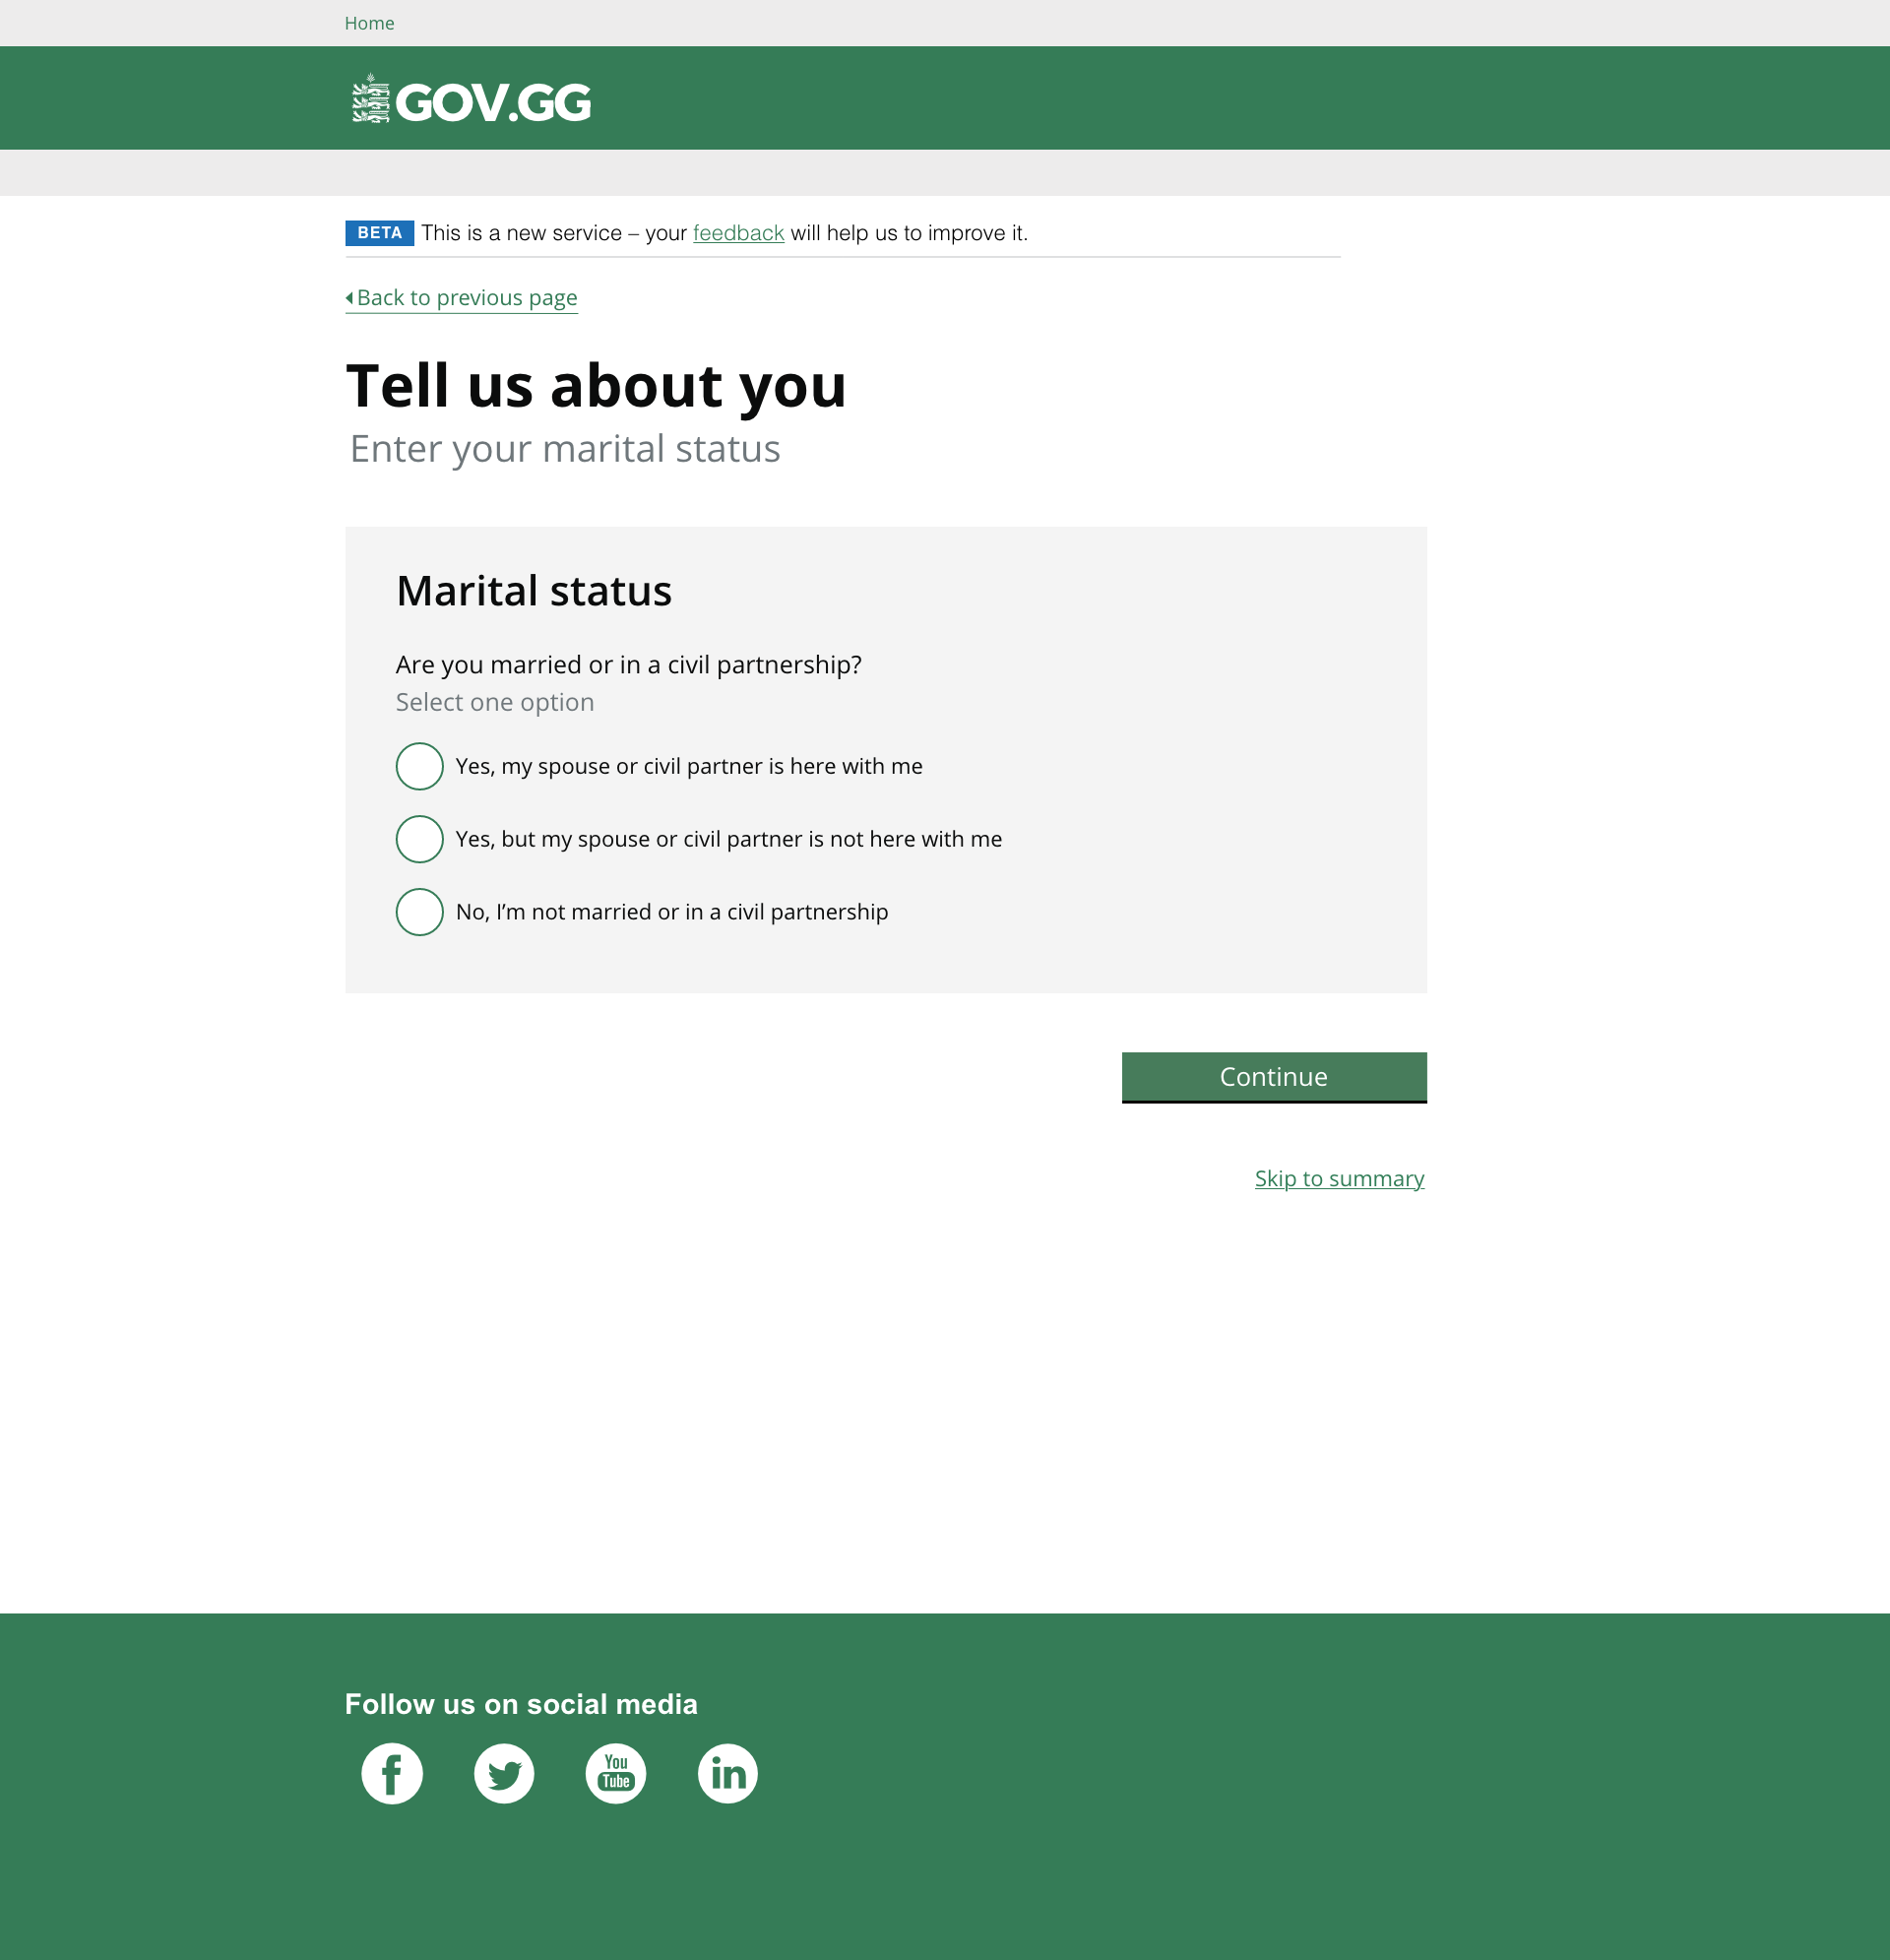 Home
GOV.GG
BETA This is a new service – your feedback will help us to improve it.
Back to previous page
Tell us about you
Enter your marital status
Marital status
Are you married or in a civil partnership?
Select one option
Yes, my spouse or civil partner is here with me
Yes, but my spouse or civil partner is not here with me
No, I’m not married or in a civil partnership
Continue
Skip to summary
Follow us on social media
f
You
Tube
in